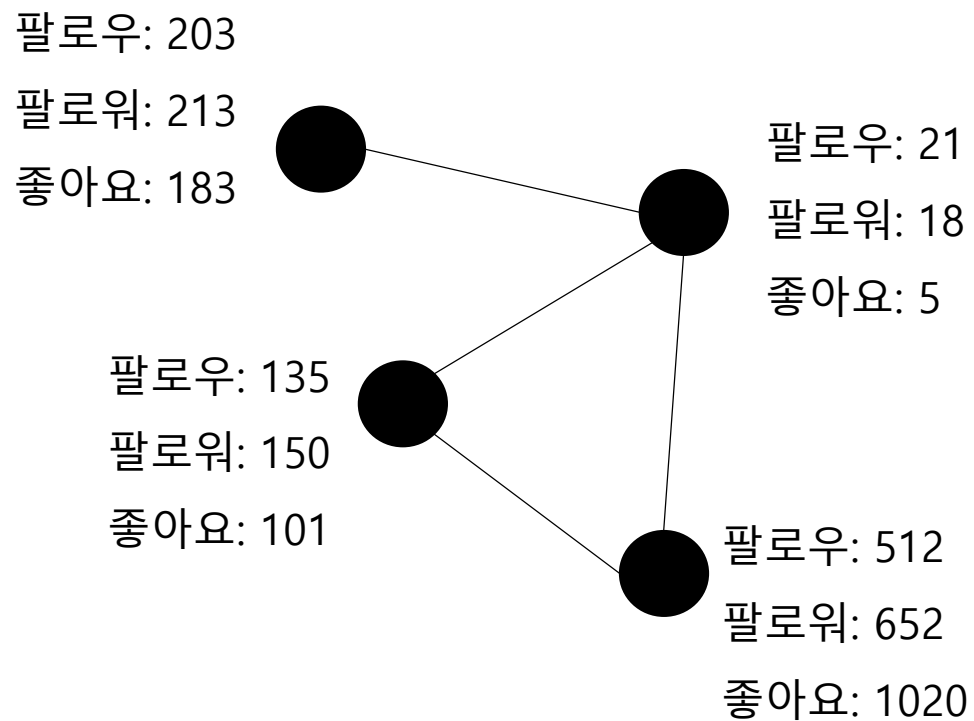 팔로우: 203
팔로워: 213
좋아요: 183
팔로우: 21
팔로워: 18
좋아요: 5
팔로우: 135
팔로워: 150
좋아요: 101
팔로우: 512
팔로워: 652
좋아요: 1020